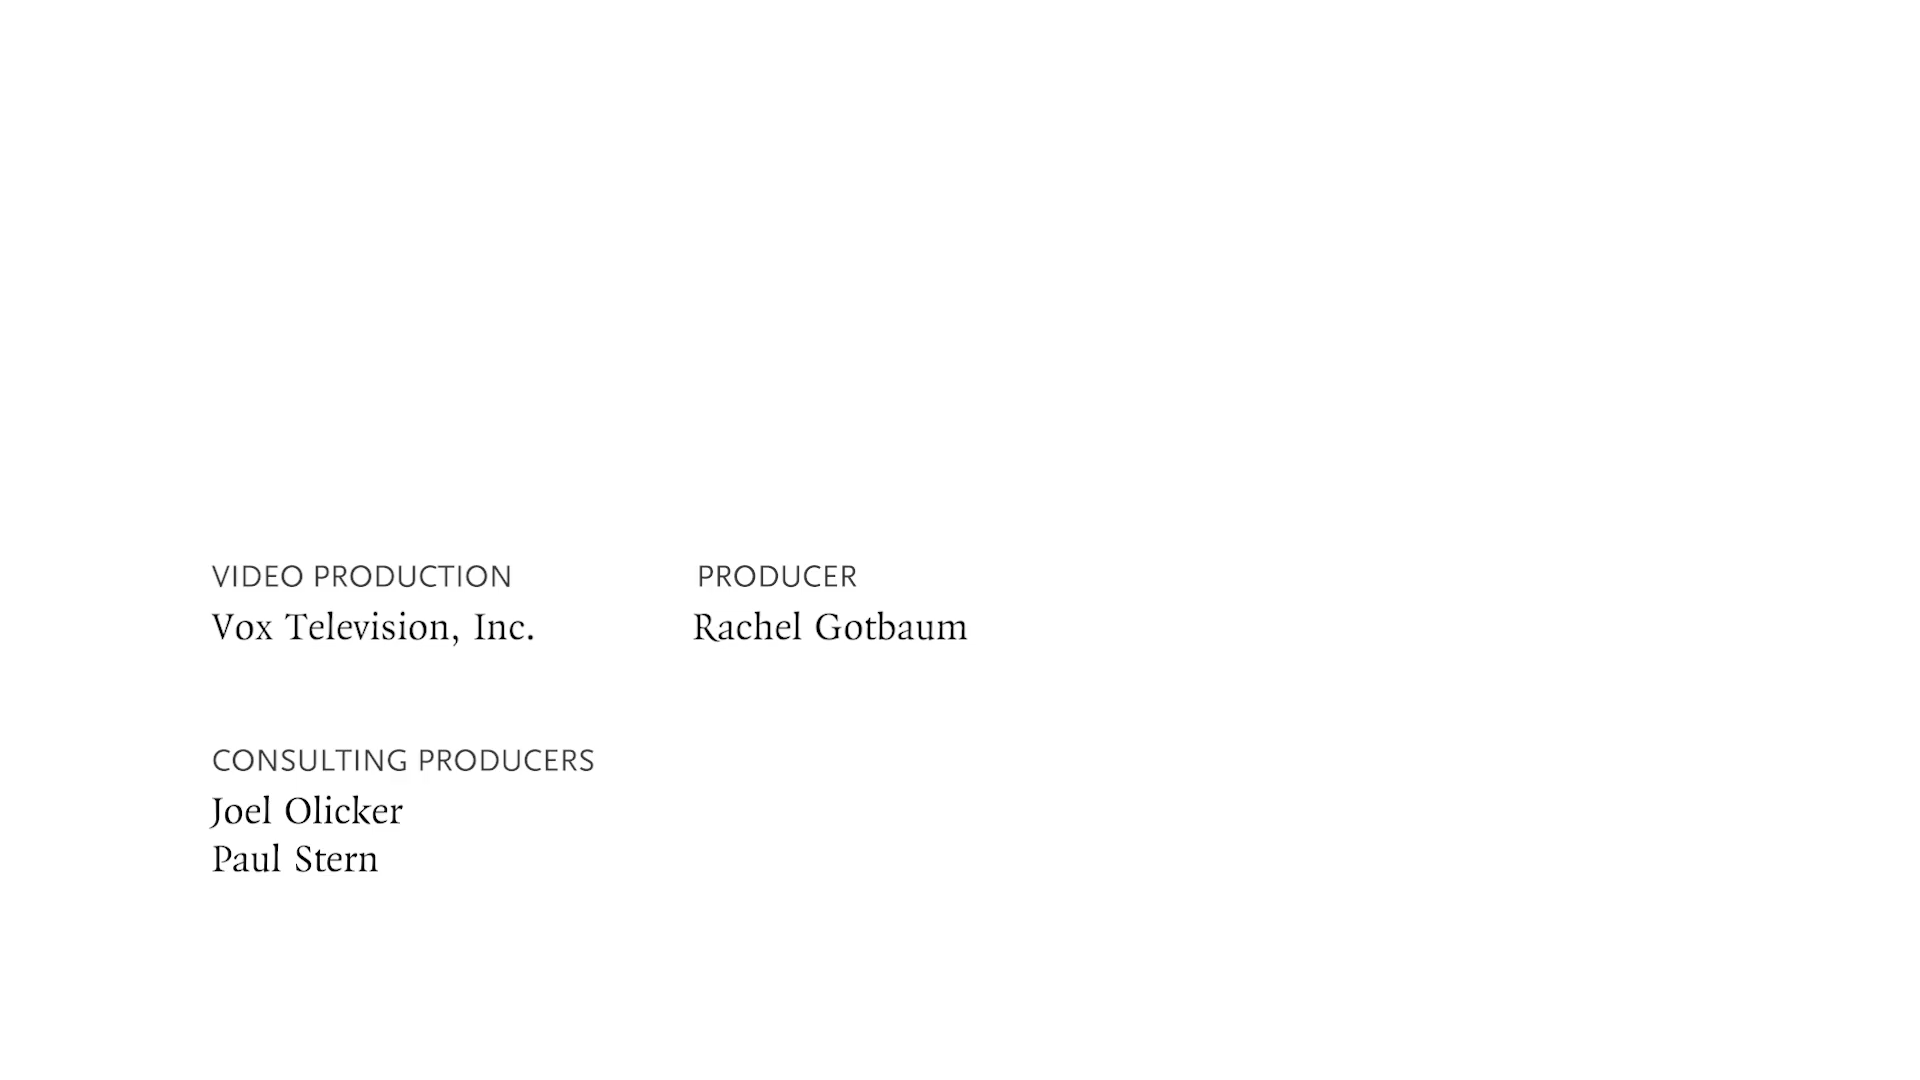 VIDEO PRODUCTION
Vox Television, Inc.
PRODUCER
Rachel Gotbaum
CONSULTING PRODUCERS
Joel Olicker
Paul Stern